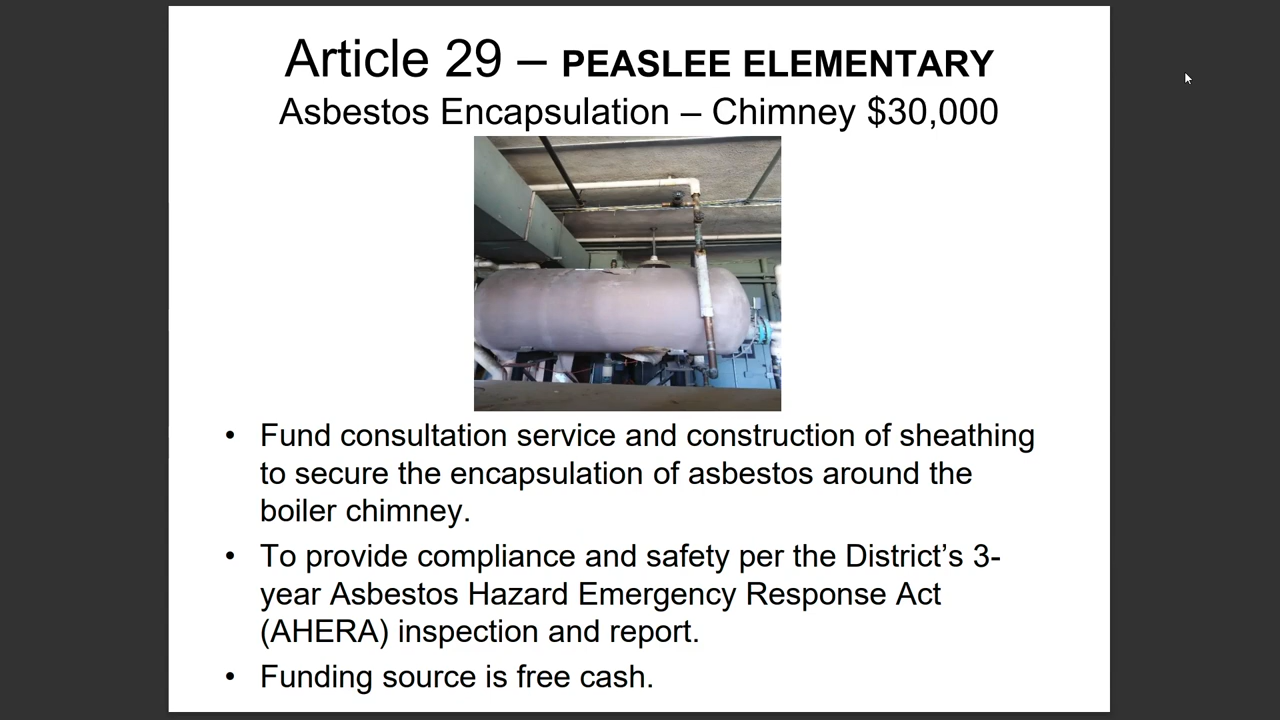 Article 29 – PEASLEE ELEMENTARY
Asbestos Encapsulation – Chimney $30,000
• Fund consultation service and construction of sheathing
to secure the encapsulation of asbestos around the
boiler chimney.
• To provide compliance and safety per the District’s 3-
year Asbestos Hazard Emergency Response Act
(AHERA) inspection and report.
• Funding source is free cash.